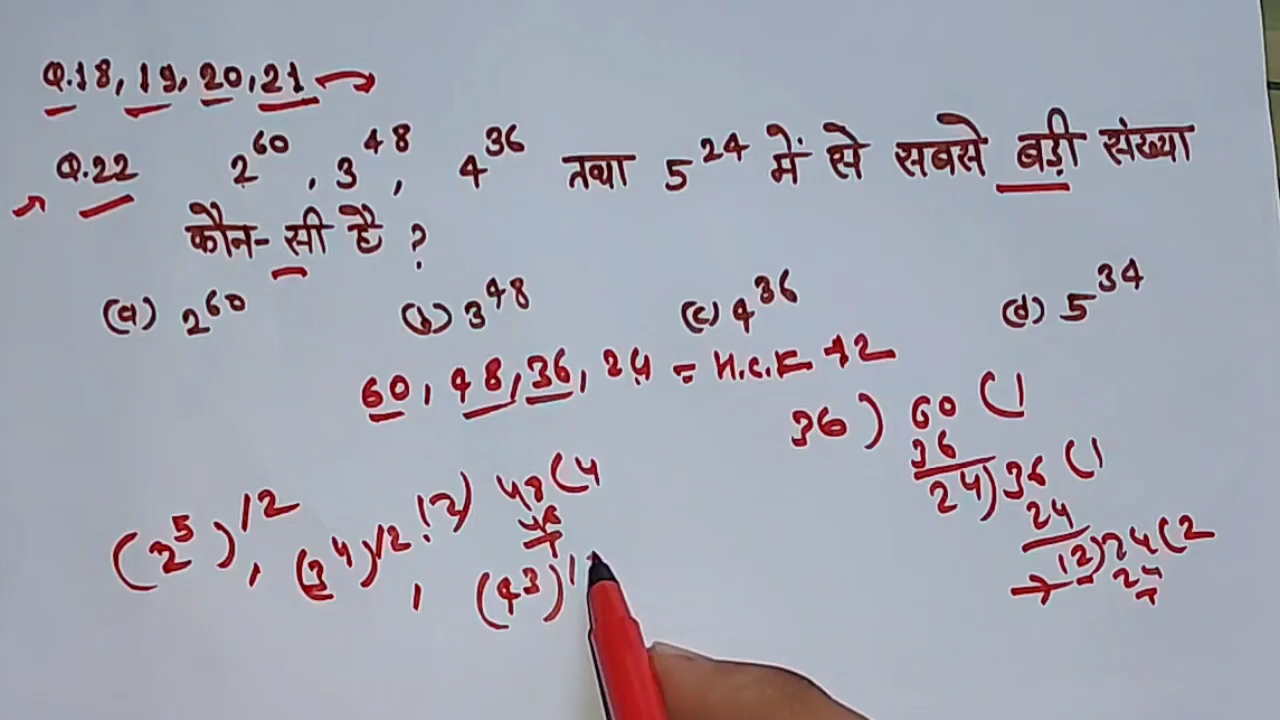 Q.18, 19, 20, 21 →
Q.22 2^60, 3^48, 4^36 तथा 5^24 में से सबसे बड़ी संख्या
कौन-सी है ?
(a) 2^60 (b) 3^48 (c) 4^36 (d) 5^34
60, 48, 36, 24 = H.C.F 12
36) 60 (1
36
24) 36 (1
24
12) 24 (2
24
12) 48 (4
48
(2^5)^12, (3^4)^12, (4^3)^1